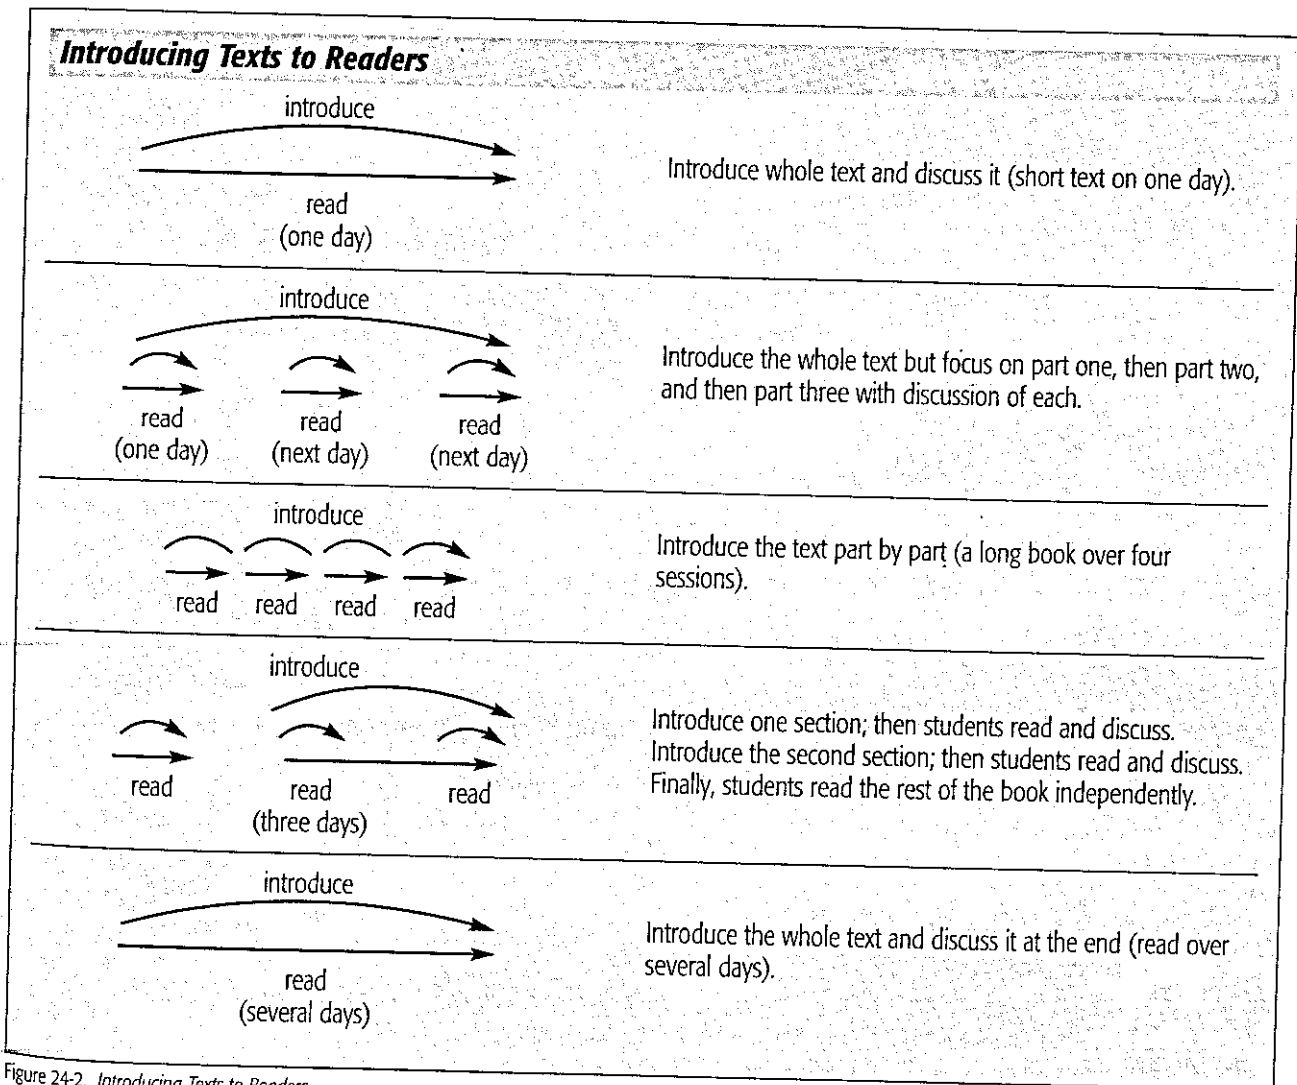 Introducing Texts to Readers
introduce
read
(one day)
Introduce whole text and discuss it (short text on one day).
introduce
read
(one day)
read
(next day)
read
(next day)
Introduce the whole text but focus on part one, then part two,
and then part three with discussion of each.
introduce
read read read read
Introduce the text part by part (a long book over four
sessions).
introduce
read
read
(three days)
read
Introduce one section; then students read and discuss.
Introduce the second section; then students read and discuss.
Finally, students read the rest of the book independently.
introduce
read
(several days)
Introduce the whole text and discuss it at the end (read over
several days).
Figure 24-2. Introducing Texts to Readers